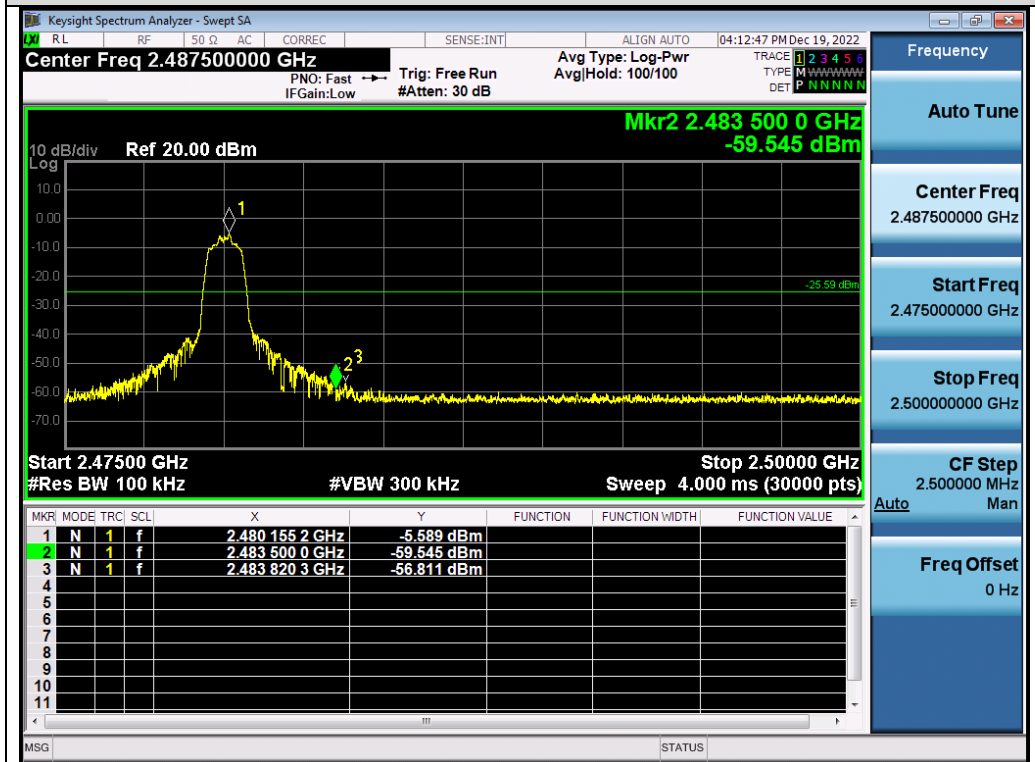 Keysight Spectrum Analyzer - Swept SA
LXI RL RF 50 Ω AC CORREC SENSE:INT ALIGN AUTO 04:12:47 PM Dec 19, 2022
Center Freq 2.487500000 GHz
PNO: Fast
IFGain:Low
Trig: Free Run
#Atten: 30 dB
Avg Type: Log-Pwr
Avg|Hold: 100/100
TRACE 1 2 3 4 5 6
TYPE M WWWWW
DET P N N N N N
Mkr2 2.483 500 0 GHz
-59.545 dBm
10 dB/div Ref 20.00 dBm
Log
10.0
0.00
-10.0
-20.0
-30.0
-40.0
-50.0
-60.0
-70.0
1
-25.59 dBm
2 3
Start 2.47500 GHz Stop 2.50000 GHz
#Res BW 100 kHz #VBW 300 kHz Sweep 4.000 ms (30000 pts)
MKR MODE TRC SCL X Y FUNCTION FUNCTION WIDTH FUNCTION VALUE
1 N 1 f 2.480 155 2 GHz -5.589 dBm
2 N 1 f 2.483 500 0 GHz -59.545 dBm
3 N 1 f 2.483 820 3 GHz -56.811 dBm
4
5
6
7
8
9
10
11
MSG STATUS
Frequency
Auto Tune
Center Freq
2.487500000 GHz
Start Freq
2.475000000 GHz
Stop Freq
2.500000000 GHz
CF Step
2.500000 MHz
Auto Man
Freq Offset
0 Hz